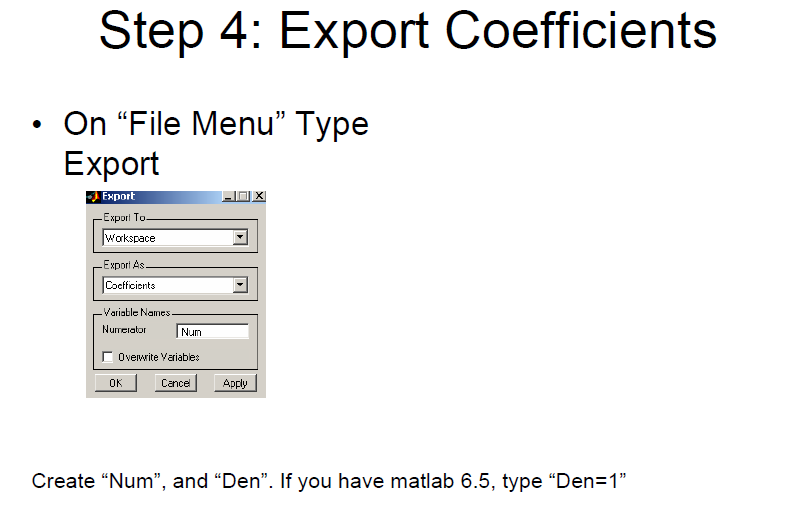 Step 4: Export Coefficients
• On “File Menu” Type
Export
Export
Export To
Workspace
Export As
Coefficients
Variable Names
Numerator Num
Overwrite Variables
OK Cancel Apply
Create “Num”, and “Den”. If you have matlab 6.5, type “Den=1”